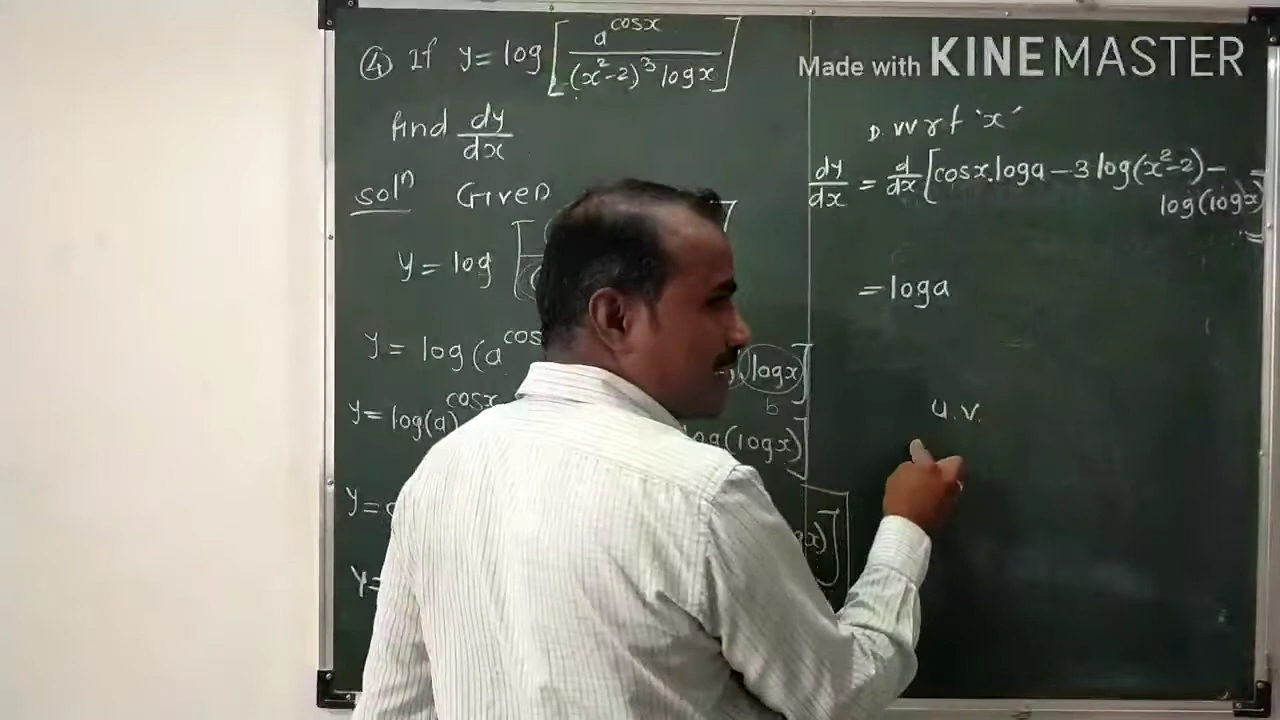 ④ If y = log [ a^cosx / (x²-2)³ logx ]
find dy/dx
solⁿ Given
y = log [
y = log(a^cos , logx]
b
y = log(a)^cosx log(logx)]
y=
y=
Made with KINEMASTER
D. w r t 'x'
dy/dx = d/dx [cosx.loga - 3 log(x²-2) -
log(logx)]
= loga
u.v.